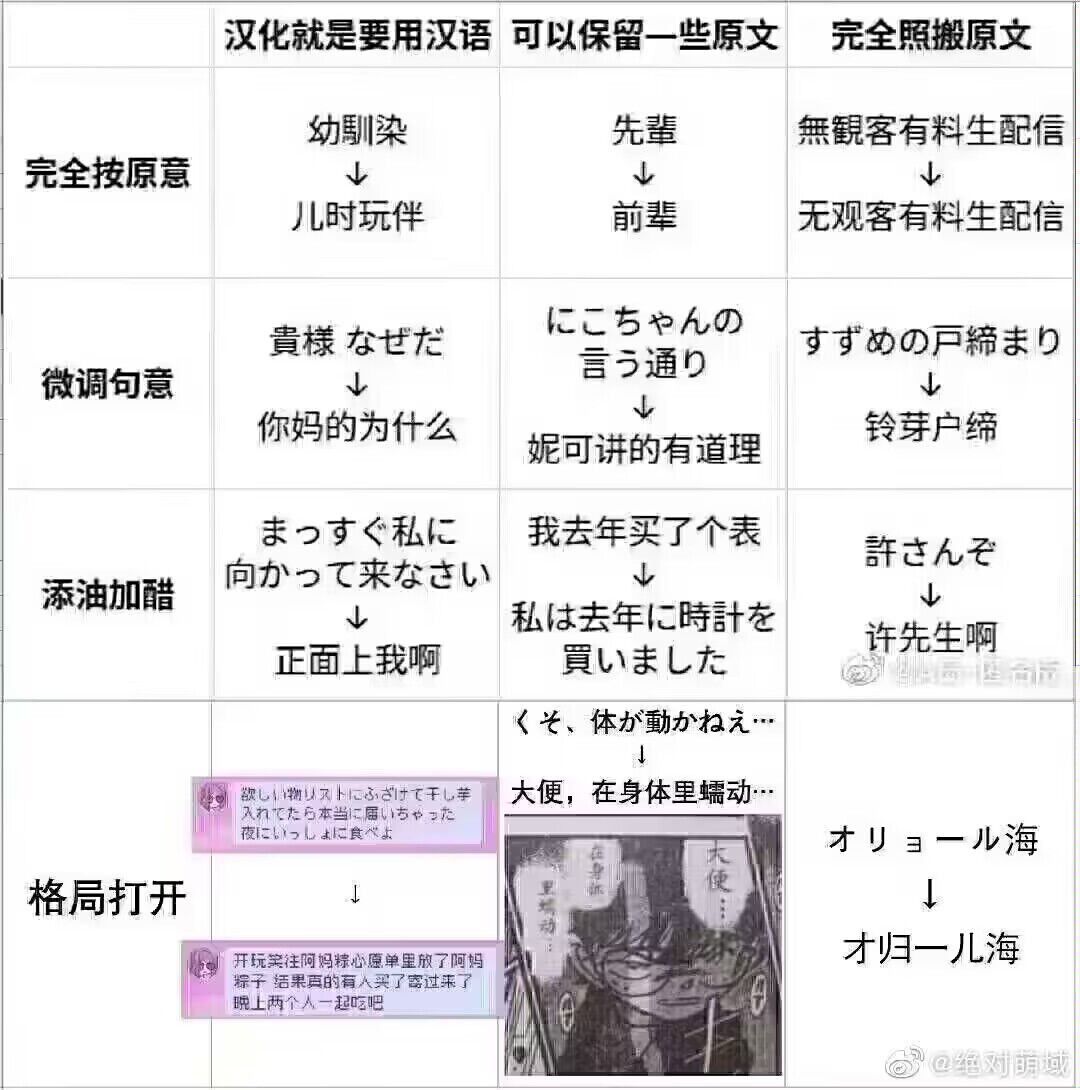 汉化就是要用汉语 可以保留一些原文 完全照搬原文
完全按原意
幼馴染
↓
儿时玩伴
先輩
↓
前辈
無観客有料生配信
↓
无观客有料生配信
微调句意
貴様 なぜだ
↓
你妈的为什么
にこちゃんの
言う通り
↓
妮可讲的有道理
すずめの戸締まり
↓
铃芽户缔
添油加醋
まっすぐ私に
向かって来なさい
↓
正面上我啊
我去年买了个表
↓
私は去年に時計を
買いました
許さんぞ
↓
许先生啊
格局打开
欲しい物リストにふざけて干し芋
入れてたら本当に届いちゃった
夜にいっしょに食べよ
↓
开玩笑注阿妈粽心愿单里放了阿妈
粽子 结果真的有人买了寄过来了
晚上两个人一起吃吧
くそ、体が動かねえ…
↓
大便，在身体里蠕动…
大便…
在身体
里蠕动…
オリョール海
↓
才归一儿海
@绝对萌域